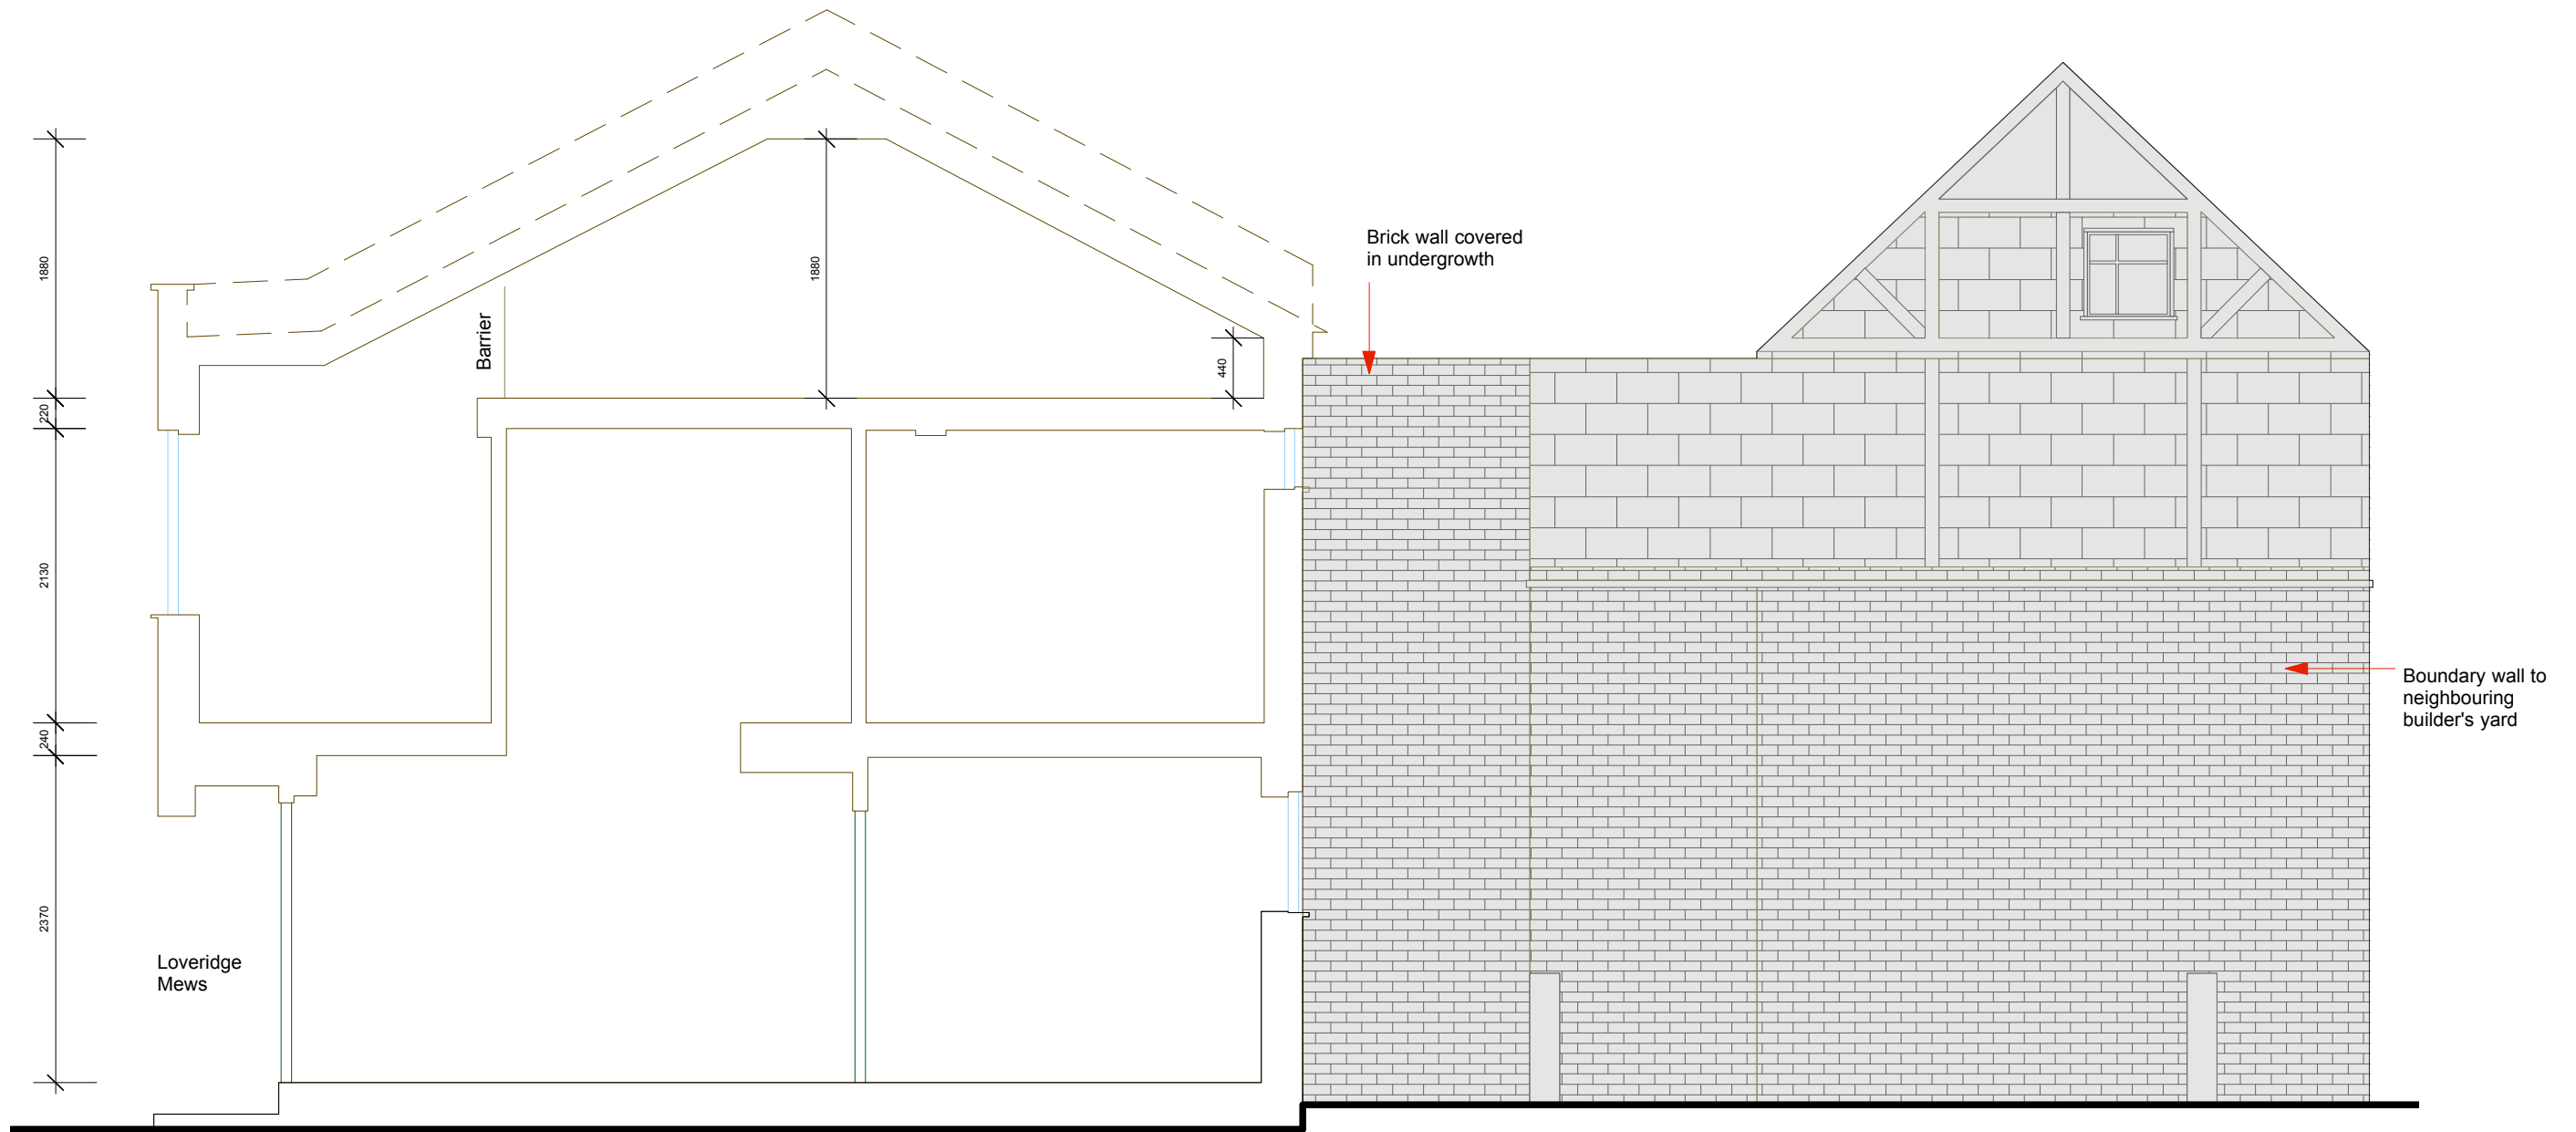 Brick wall covered
in undergrowth
1880
1880
Barrier
440
220
2130
Boundary wall to
neighbouring
builder's yard
240
2370
Loveridge
Mews